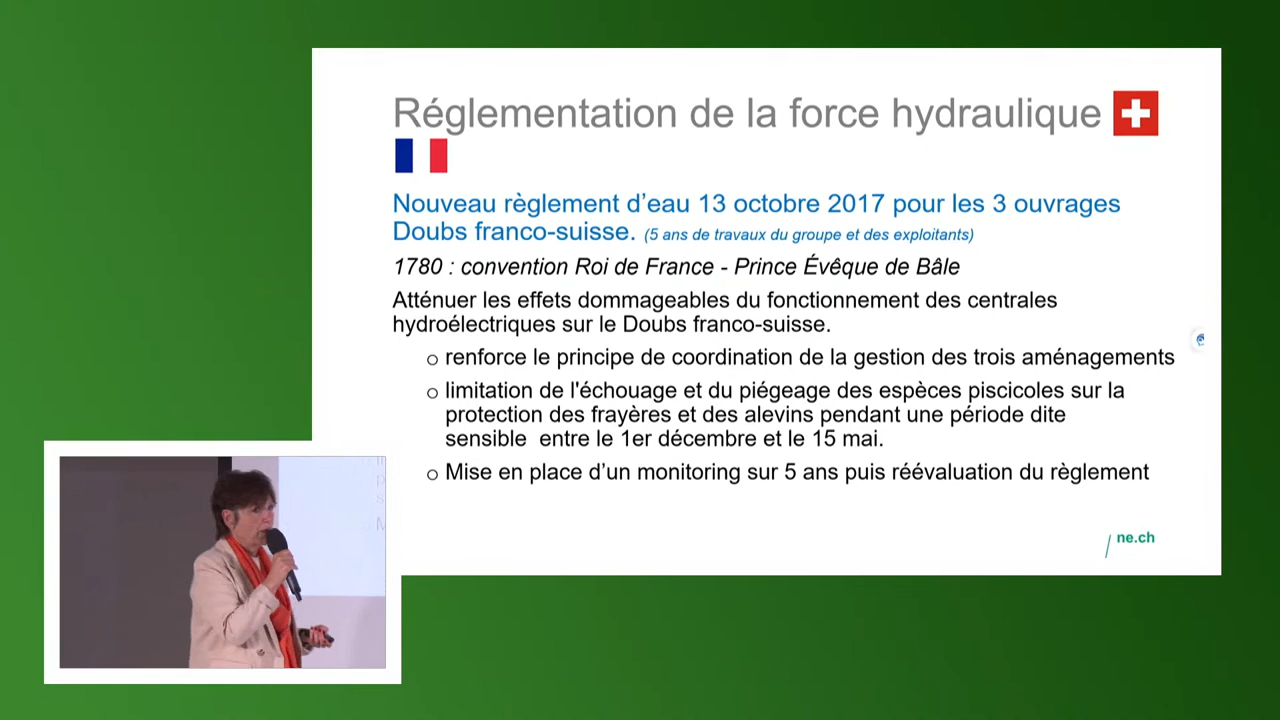 Réglementation de la force hydraulique
Nouveau règlement d’eau 13 octobre 2017 pour les 3 ouvrages
Doubs franco-suisse. (5 ans de travaux du groupe et des exploitants)
1780 : convention Roi de France - Prince Évêque de Bâle
Atténuer les effets dommageables du fonctionnement des centrales
hydroélectriques sur le Doubs franco-suisse.
o renforce le principe de coordination de la gestion des trois aménagements
o limitation de l'échouage et du piégeage des espèces piscicoles sur la
protection des frayères et des alevins pendant une période dite
sensible entre le 1er décembre et le 15 mai.
o Mise en place d’un monitoring sur 5 ans puis réévaluation du règlement
ne.ch